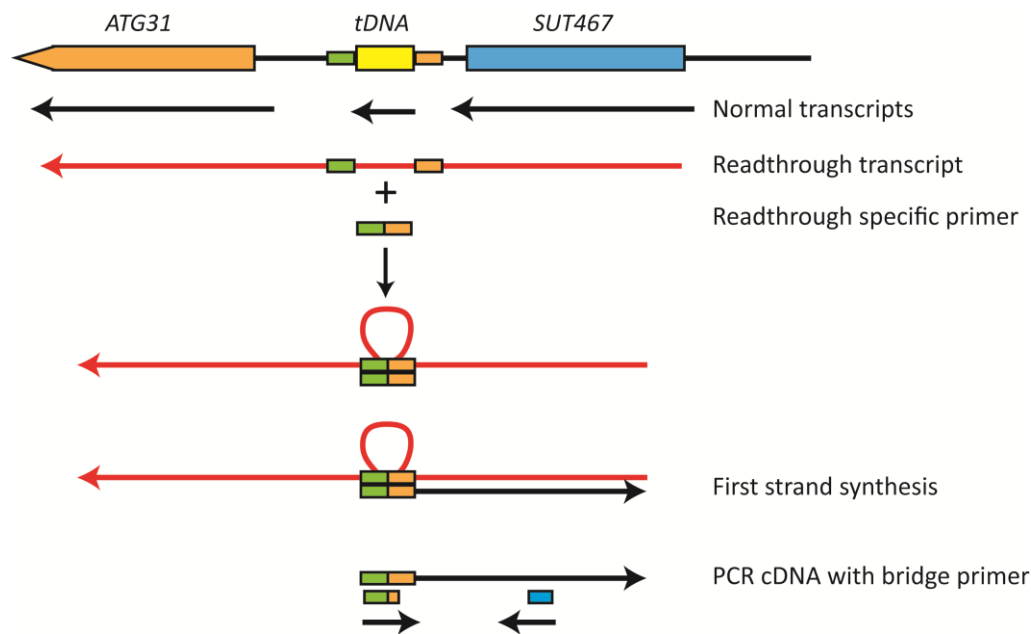 ATG31 tDNA SUT467
Normal transcripts
Readthrough transcript
+
Readthrough specific primer
First strand synthesis
PCR cDNA with bridge primer